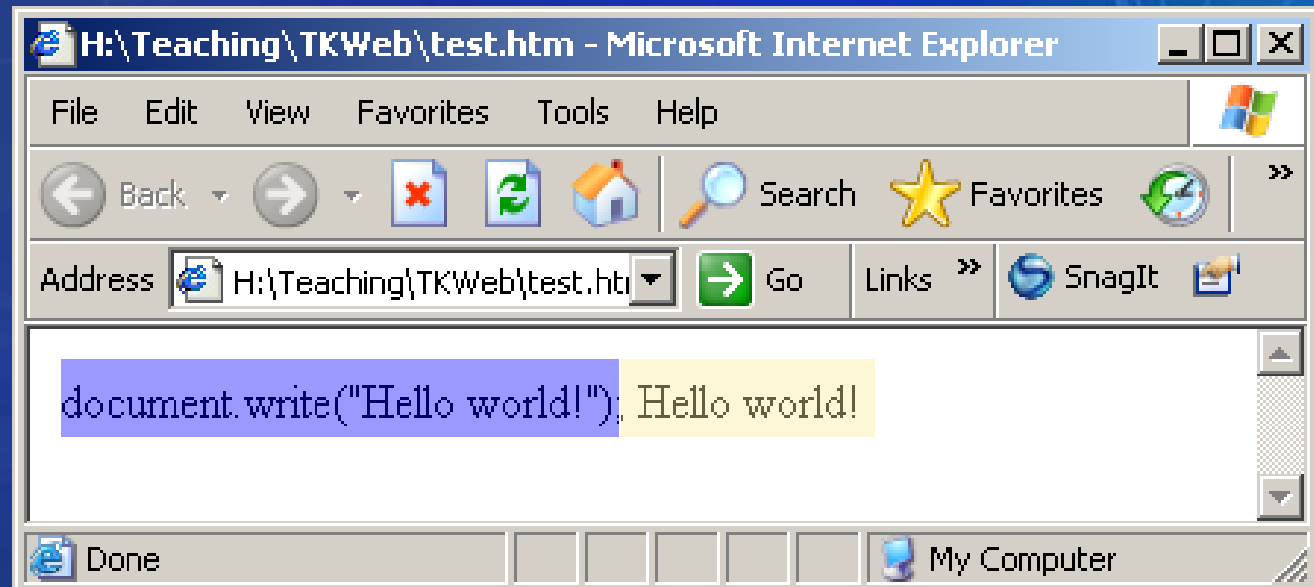 H:\Teaching\TKWeb\test.htm - Microsoft Internet Explorer
File Edit View Favorites Tools Help
Back Search Favorites »
Address H:\Teaching\TKWeb\test.ht Go Links » SnagIt
document.write("Hello world!"); Hello world!
Done My Computer